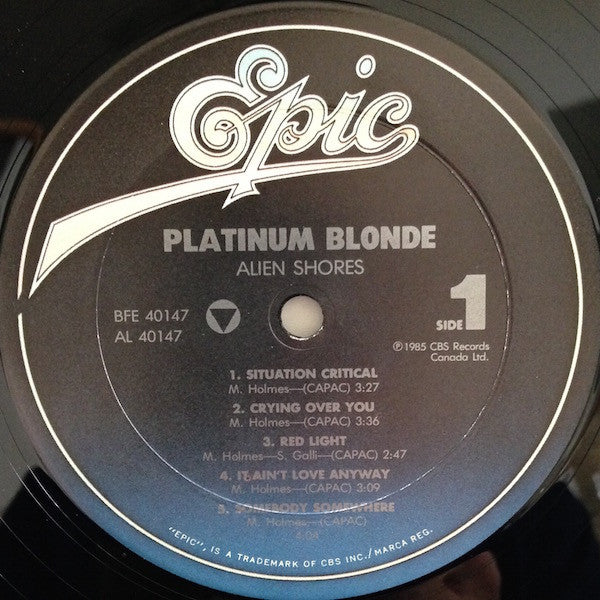 Epic
PLATINUM BLONDE
ALIEN SHORES
BFE 40147
AL 40147
SIDE 1
℗1985 CBS Records
Canada Ltd.
1. SITUATION CRITICAL
M. Holmes—(CAPAC) 3:27
2. CRYING OVER YOU
M. Holmes—(CAPAC) 3:36
3. RED LIGHT
M. Holmes—S. Galli—(CAPAC) 2:47
4. IT AIN'T LOVE ANYWAY
M. Holmes—(CAPAC) 3:09
5. SOMEBODY SOMEWHERE
M. Holmes—(CAPAC)
4:04
"EPIC", IS A TRADEMARK OF CBS INC./MARCA REG.